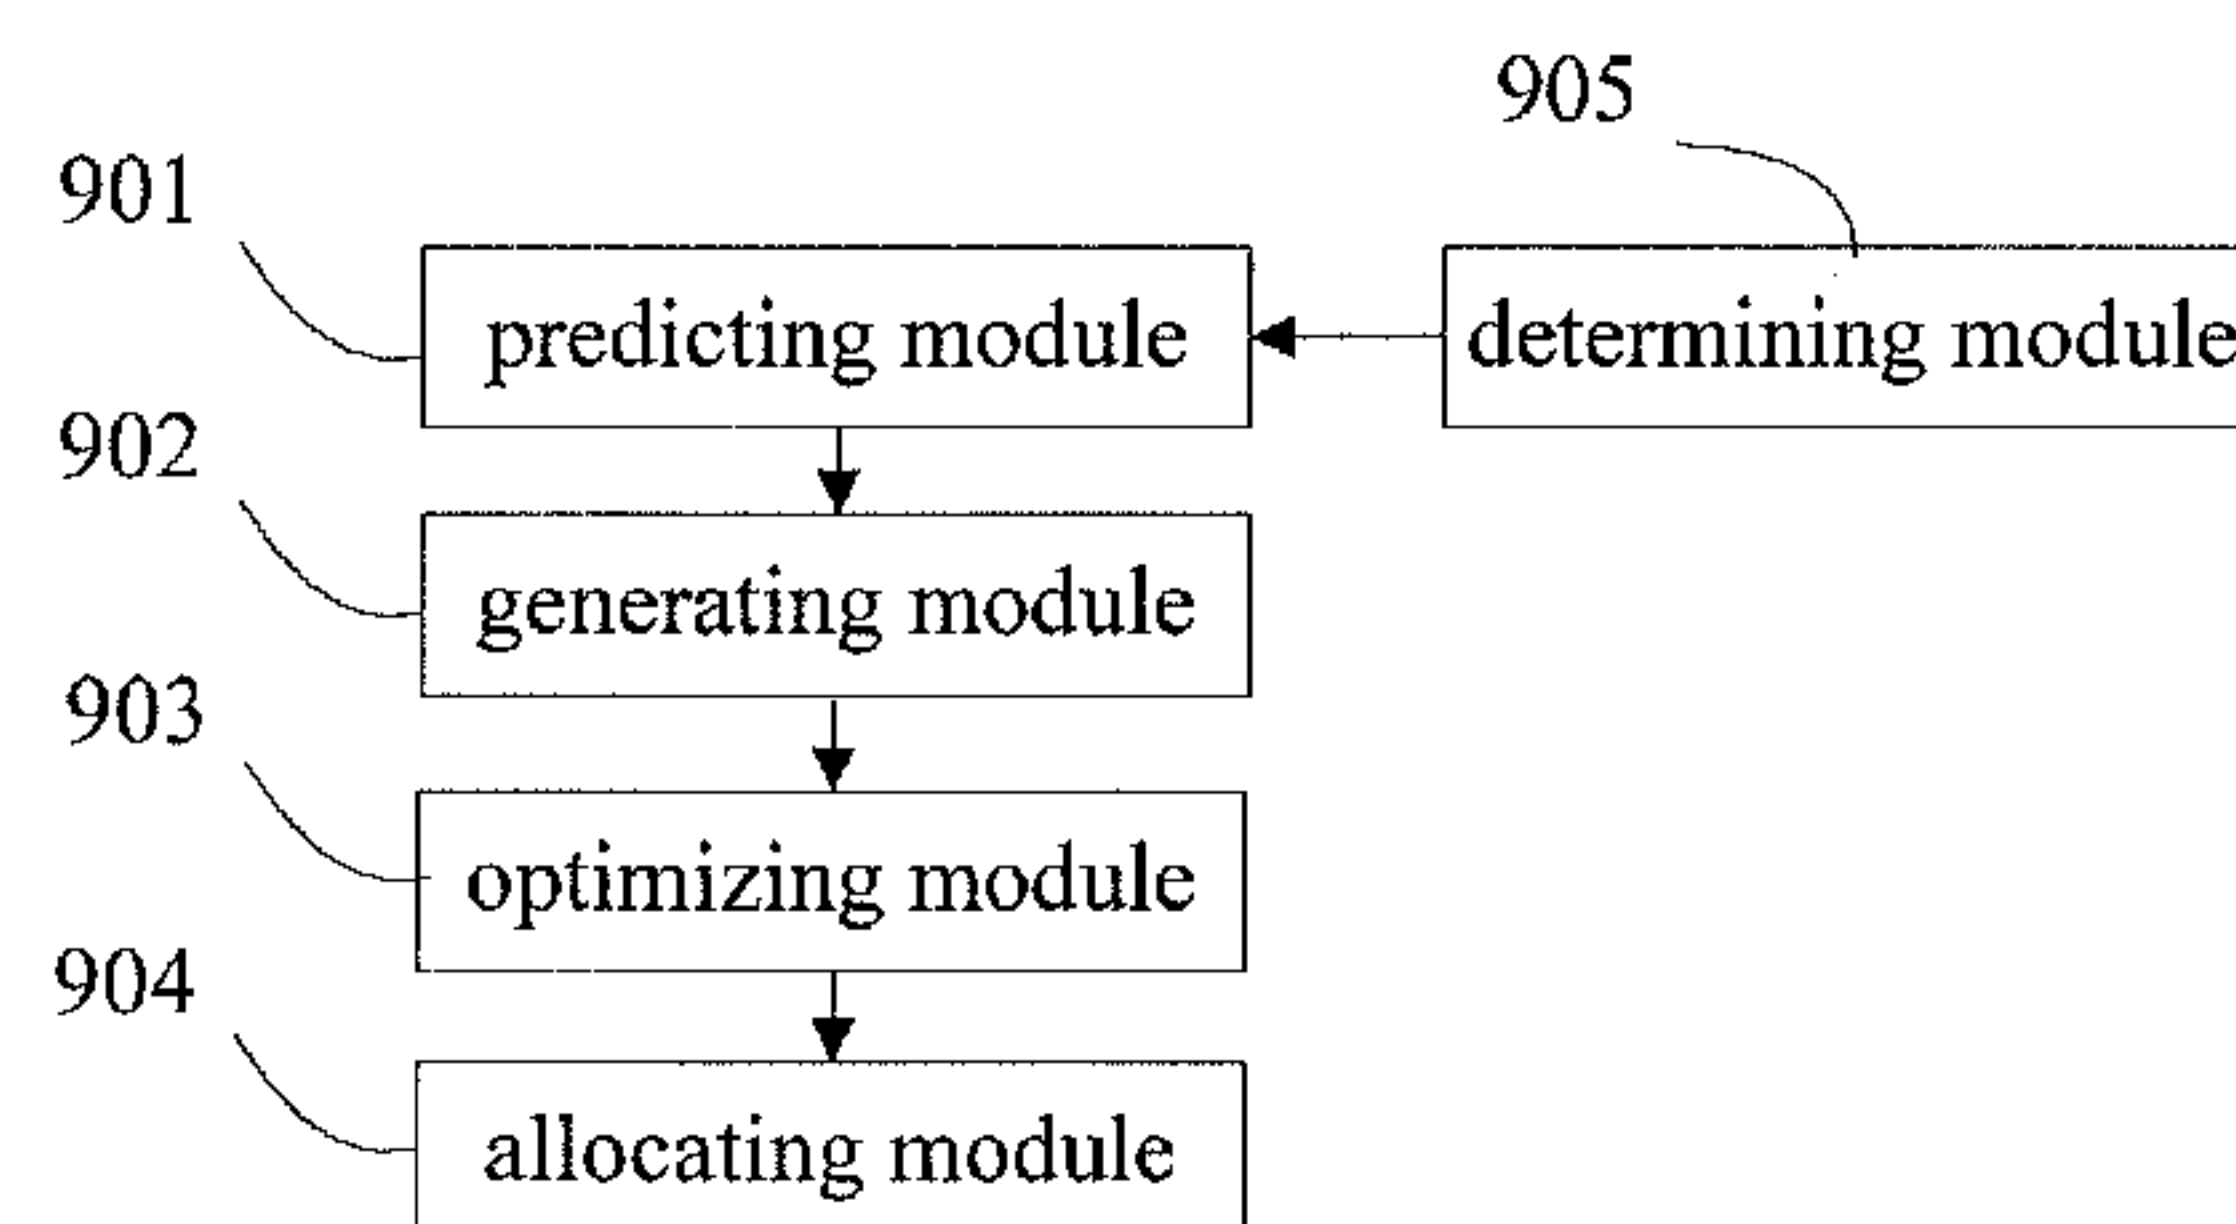 905
901
predicting module
determining module
902
generating module
903
optimizing module
904
allocating module